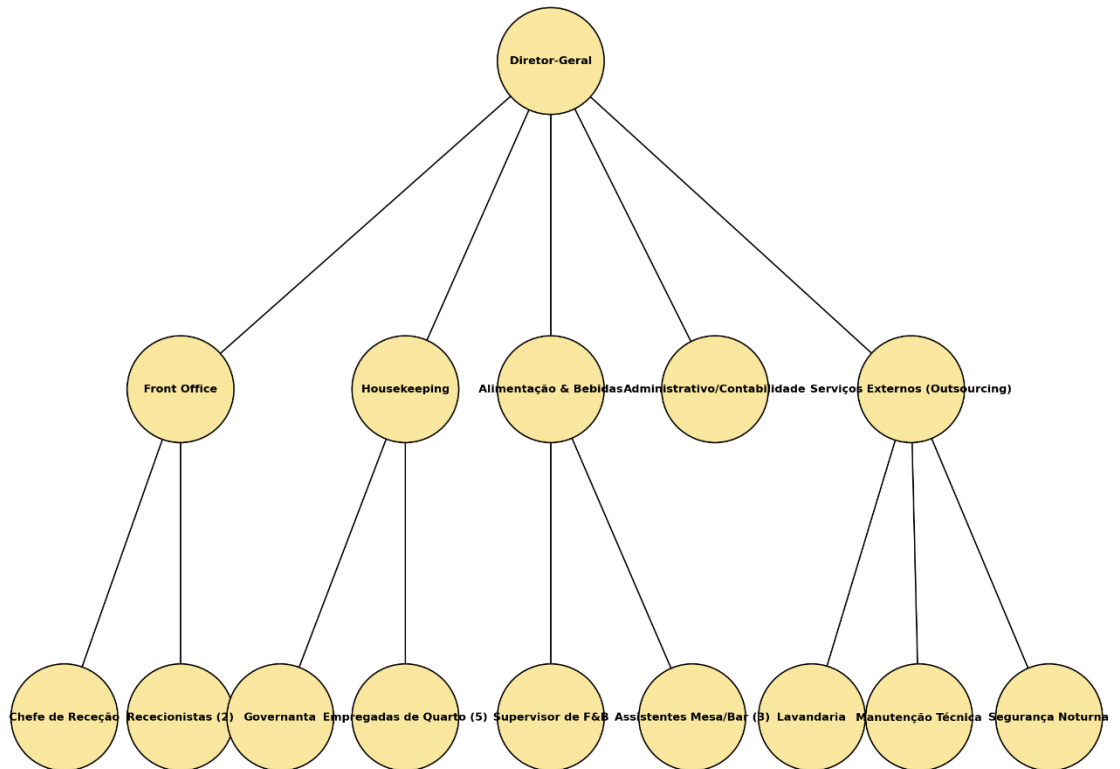 Diretor-Geral
Front Office
Housekeeping
Alimentação & Bebidas
Administrativo/Contabilidade
Serviços Externos (Outsourcing)
Chefe de Receção
Rececionistas (2)
Governanta
Empregadas de Quarto (5)
Supervisor de F&B
Assistentes Mesa/Bar (3)
Lavandaria
Manutenção Técnica
Segurança Noturna